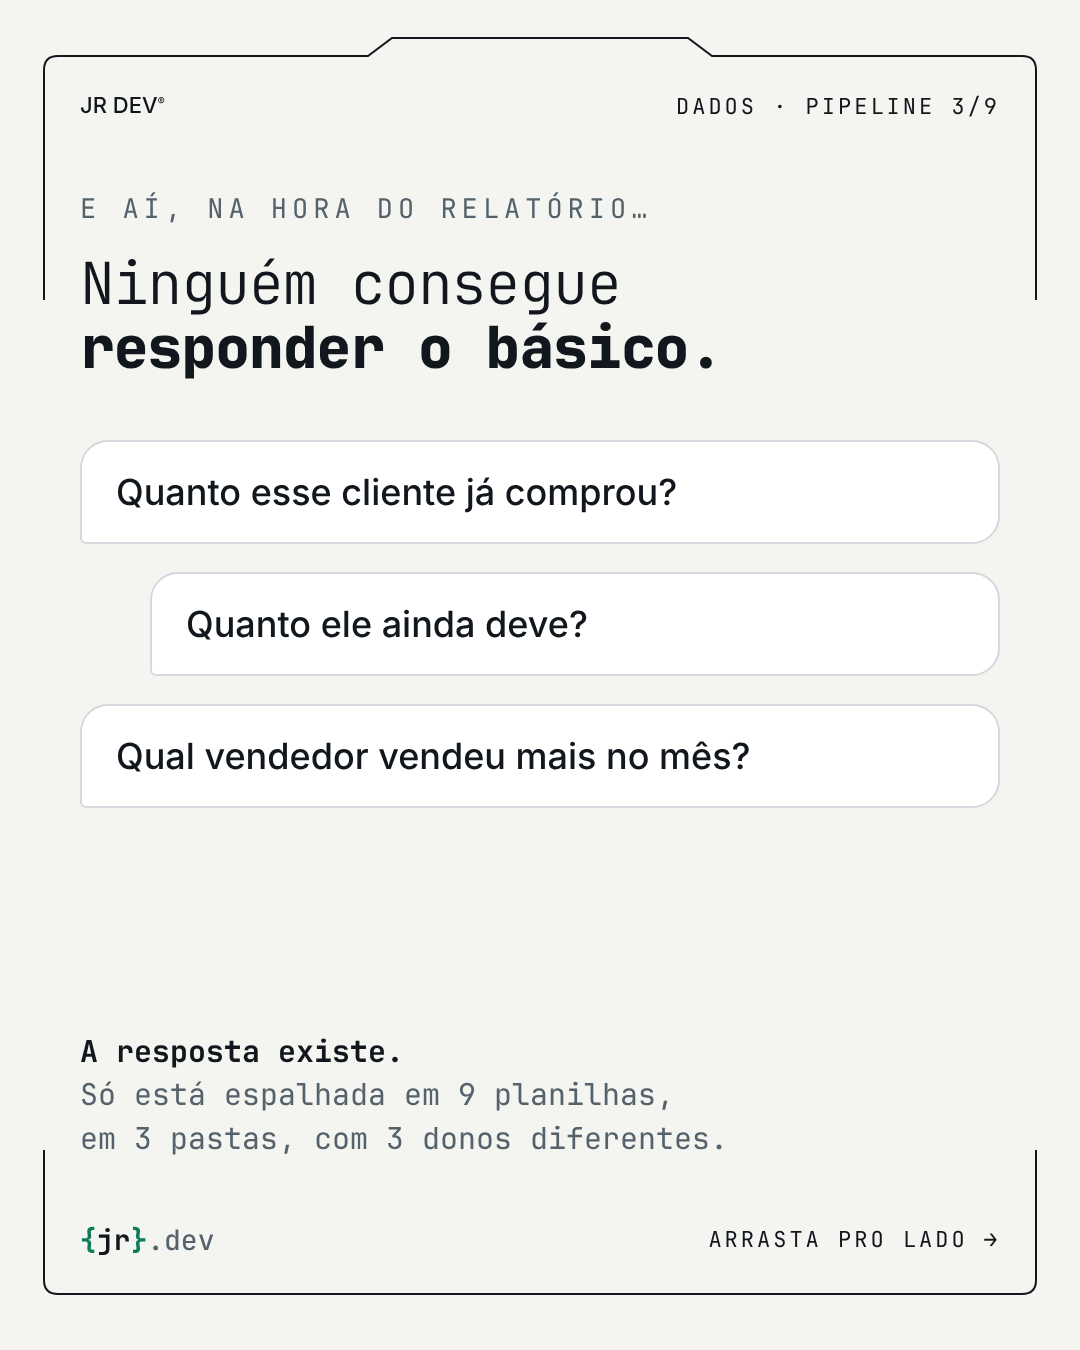 JR DEV®
DADOS · PIPELINE 3/9
E AÍ, NA HORA DO RELATÓRIO…
Ninguém consegue
responder o básico.
Quanto esse cliente já comprou?
Quanto ele ainda deve?
Qual vendedor vendeu mais no mês?
A resposta existe.
Só está espalhada em 9 planilhas,
em 3 pastas, com 3 donos diferentes.
{jr}.dev
ARRASTA PRO LADO →